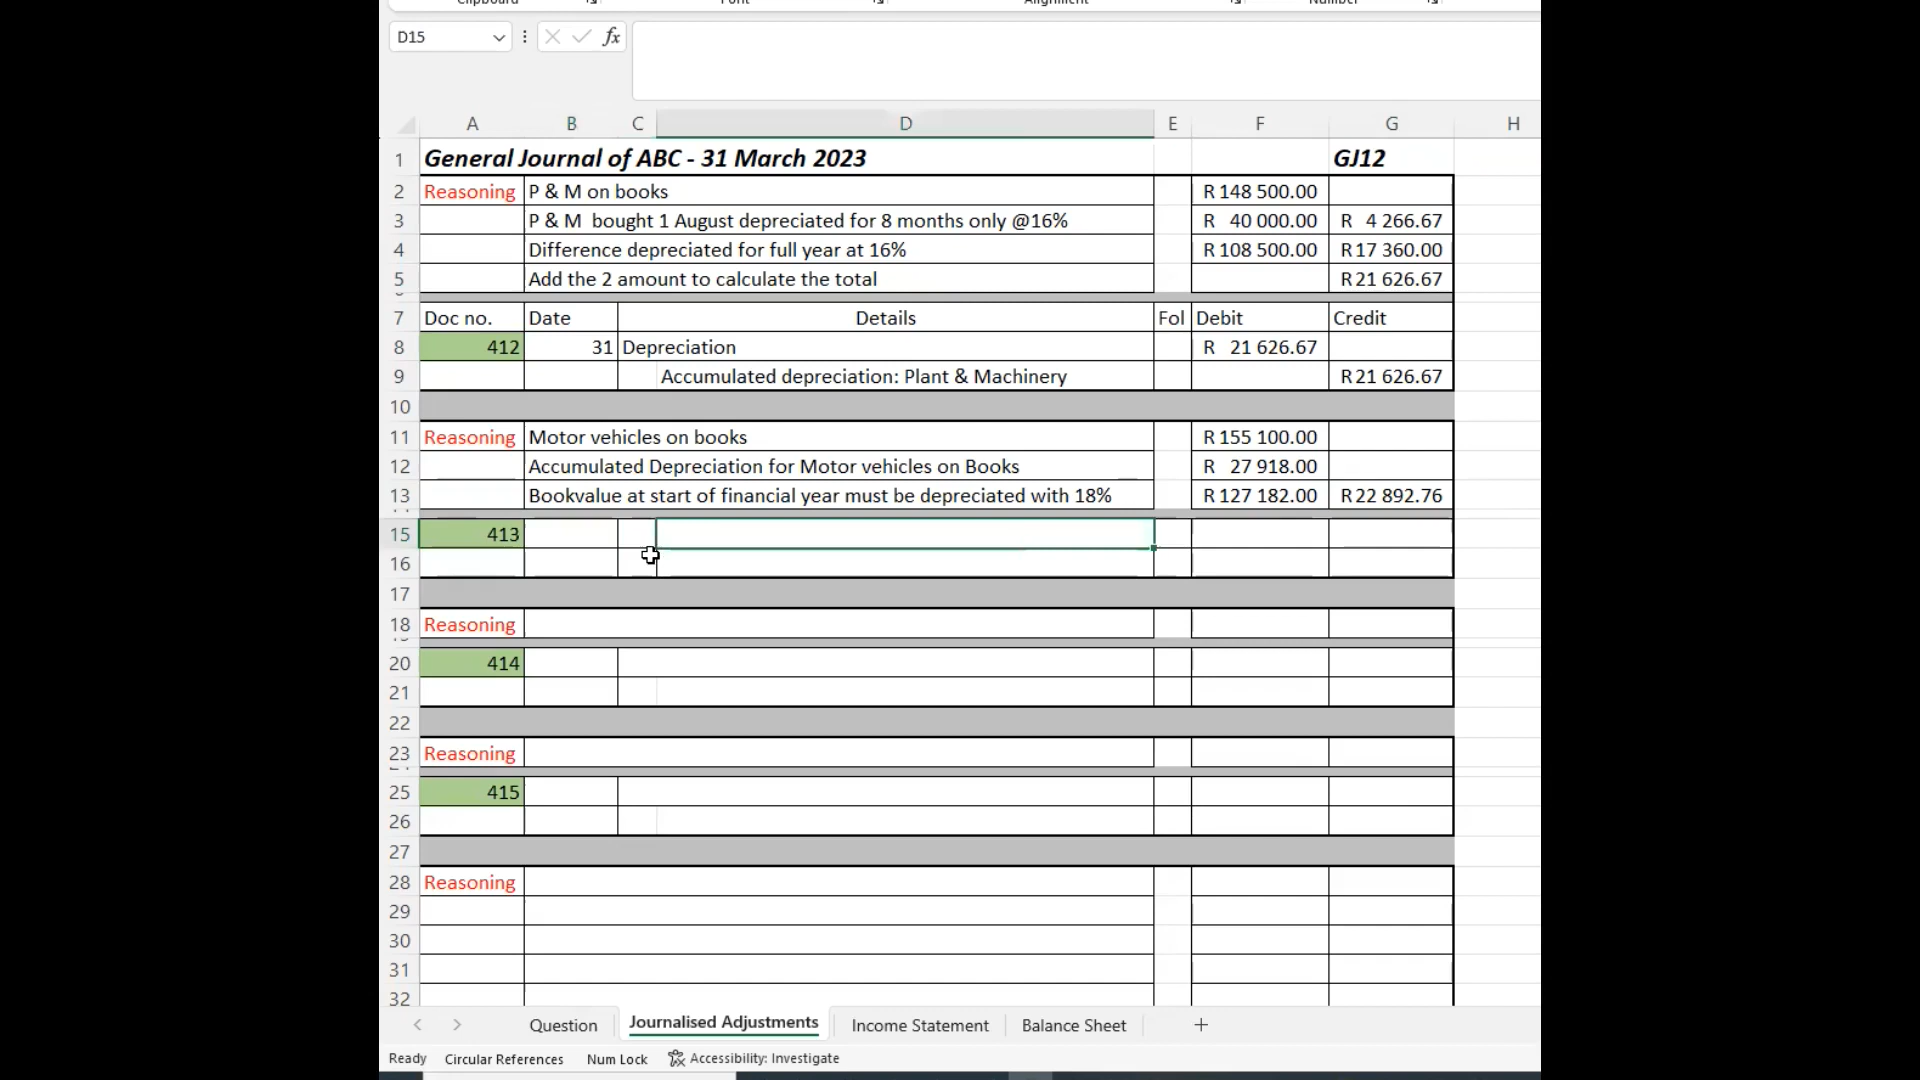 Clipboard Font Alignment Number
D15 fx
A B C D E F G H
1 General Journal of ABC - 31 March 2023 GJ12
2 Reasoning P & M on books R 148 500.00
3 P & M bought 1 August depreciated for 8 months only @16% R 40 000.00 R 4 266.67
4 Difference depreciated for full year at 16% R 108 500.00 R 17 360.00
5 Add the 2 amount to calculate the total R 21 626.67
7 Doc no. Date Details Fol Debit Credit
8 412 31 Depreciation R 21 626.67
9 Accumulated depreciation: Plant & Machinery R 21 626.67
10
11 Reasoning Motor vehicles on books R 155 100.00
12 Accumulated Depreciation for Motor vehicles on Books R 27 918.00
13 Bookvalue at start of financial year must be depreciated with 18% R 127 182.00 R 22 892.76
15 413
16
17
18 Reasoning
20 414
21
22
23 Reasoning
25 415
26
27
28 Reasoning
29
30
31
32
Question Journalised Adjustments Income Statement Balance Sheet
Ready Circular References Num Lock Accessibility: Investigate